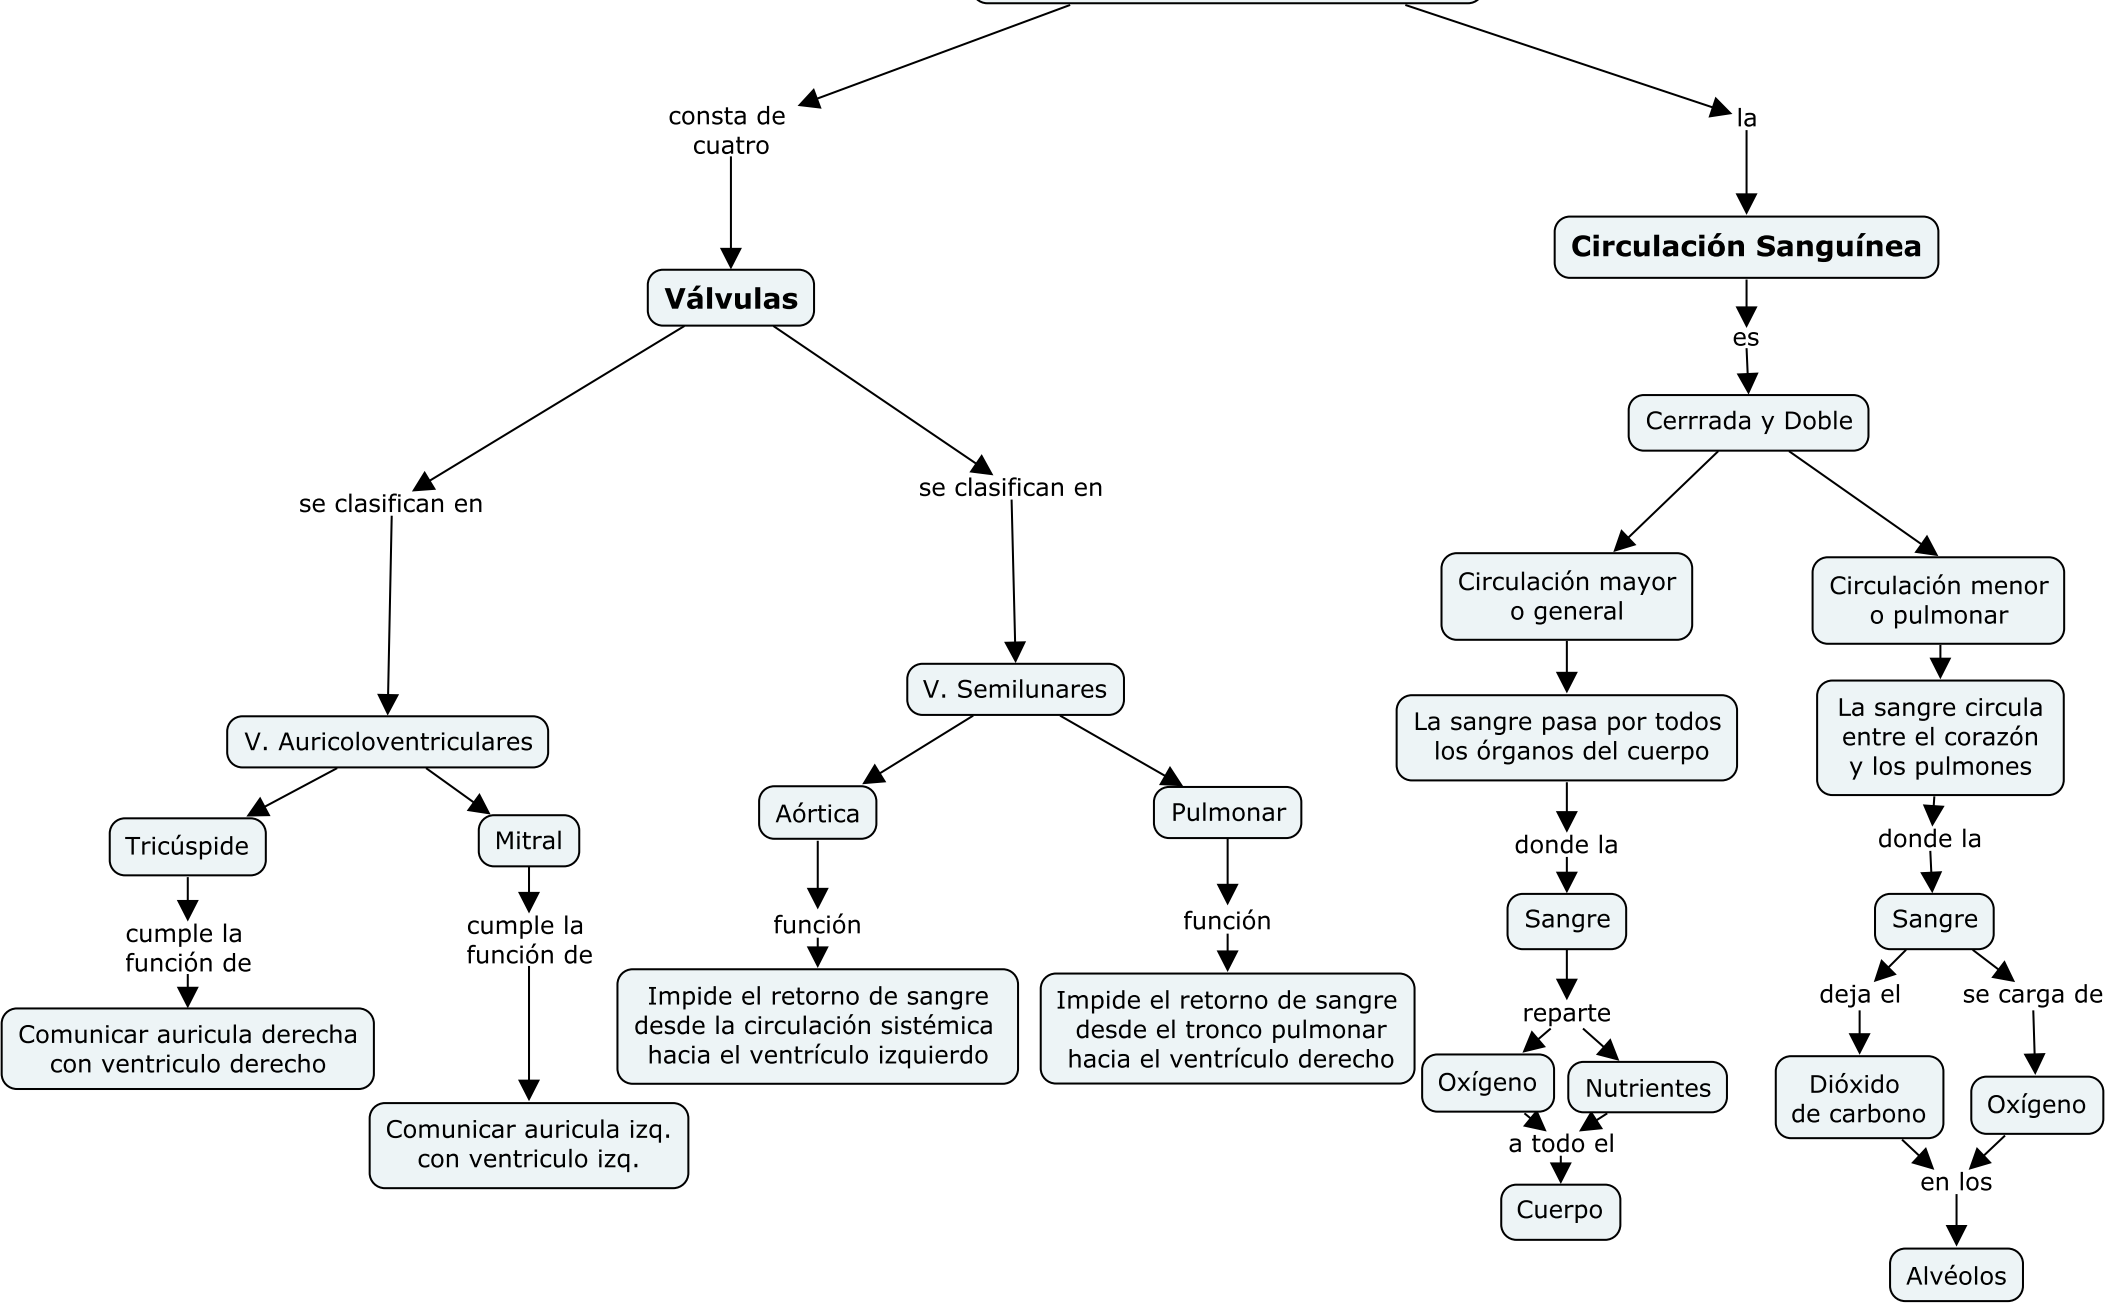 consta de
cuatro
la
Válvulas
Circulación Sanguínea
es
Cerrrada y Doble
se clasifican en
se clasifican en
Circulación mayor
o general
Circulación menor
o pulmonar
V. Auricoloventriculares
V. Semilunares
La sangre pasa por todos
los órganos del cuerpo
La sangre circula
entre el corazón
y los pulmones
Tricúspide
Mitral
Aórtica
Pulmonar
donde la
donde la
cumple la
función de
cumple la
función de
función
función
Sangre
Sangre
Comunicar auricula derecha
con ventriculo derecho
Comunicar auricula izq.
con ventriculo izq.
Impide el retorno de sangre
desde la circulación sistémica
hacia el ventrículo izquierdo
Impide el retorno de sangre
desde el tronco pulmonar
hacia el ventrículo derecho
reparte
Oxígeno
Nutrientes
a todo el
Cuerpo
deja el
se carga de
Dióxido
de carbono
Oxígeno
en los
Alvéolos